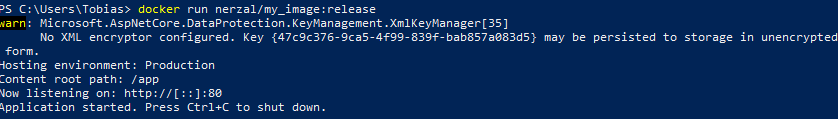 PS C:\Users\Tobias> docker run nerzal/my_image:release
warn: Microsoft.AspNetCore.DataProtection.KeyManagement.XmlKeyManager[35]
No XML encryptor configured. Key {47c9c376-9ca5-4f99-839f-bab857a083d5} may be persisted to storage in unencrypted
form.
Hosting environment: Production
Content root path: /app
Now listening on: http://[::]:80
Application started. Press Ctrl+C to shut down.